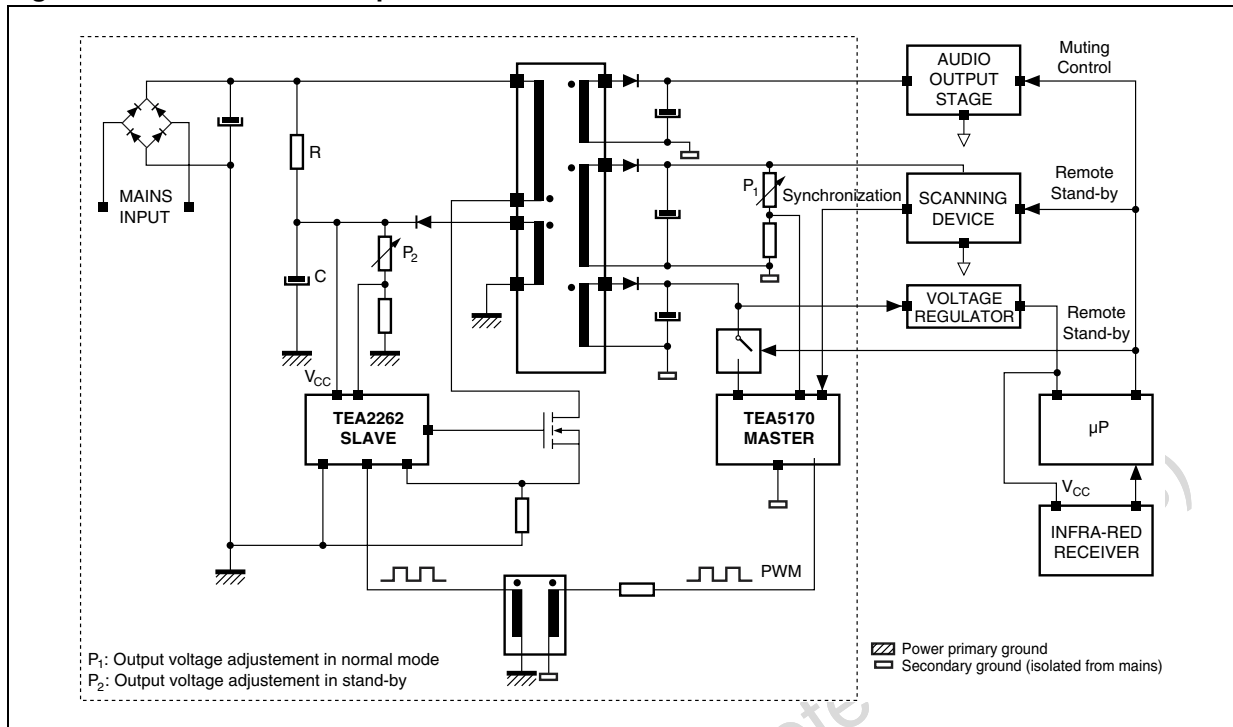 AUDIO
OUTPUT
STAGE
Muting
Control
R
MAINS
INPUT
P1
Synchronization
SCANNING
DEVICE
Remote
Stand-by
P2
C
VOLTAGE
REGULATOR
Remote
Stand-by
VCC
TEA2262
SLAVE
TEA5170
MASTER
µP
VCC
INFRA-RED
RECEIVER
PWM
P1: Output voltage adjustement in normal mode
P2: Output voltage adjustement in stand-by
Power primary ground
Secondary ground (isolated from mains)